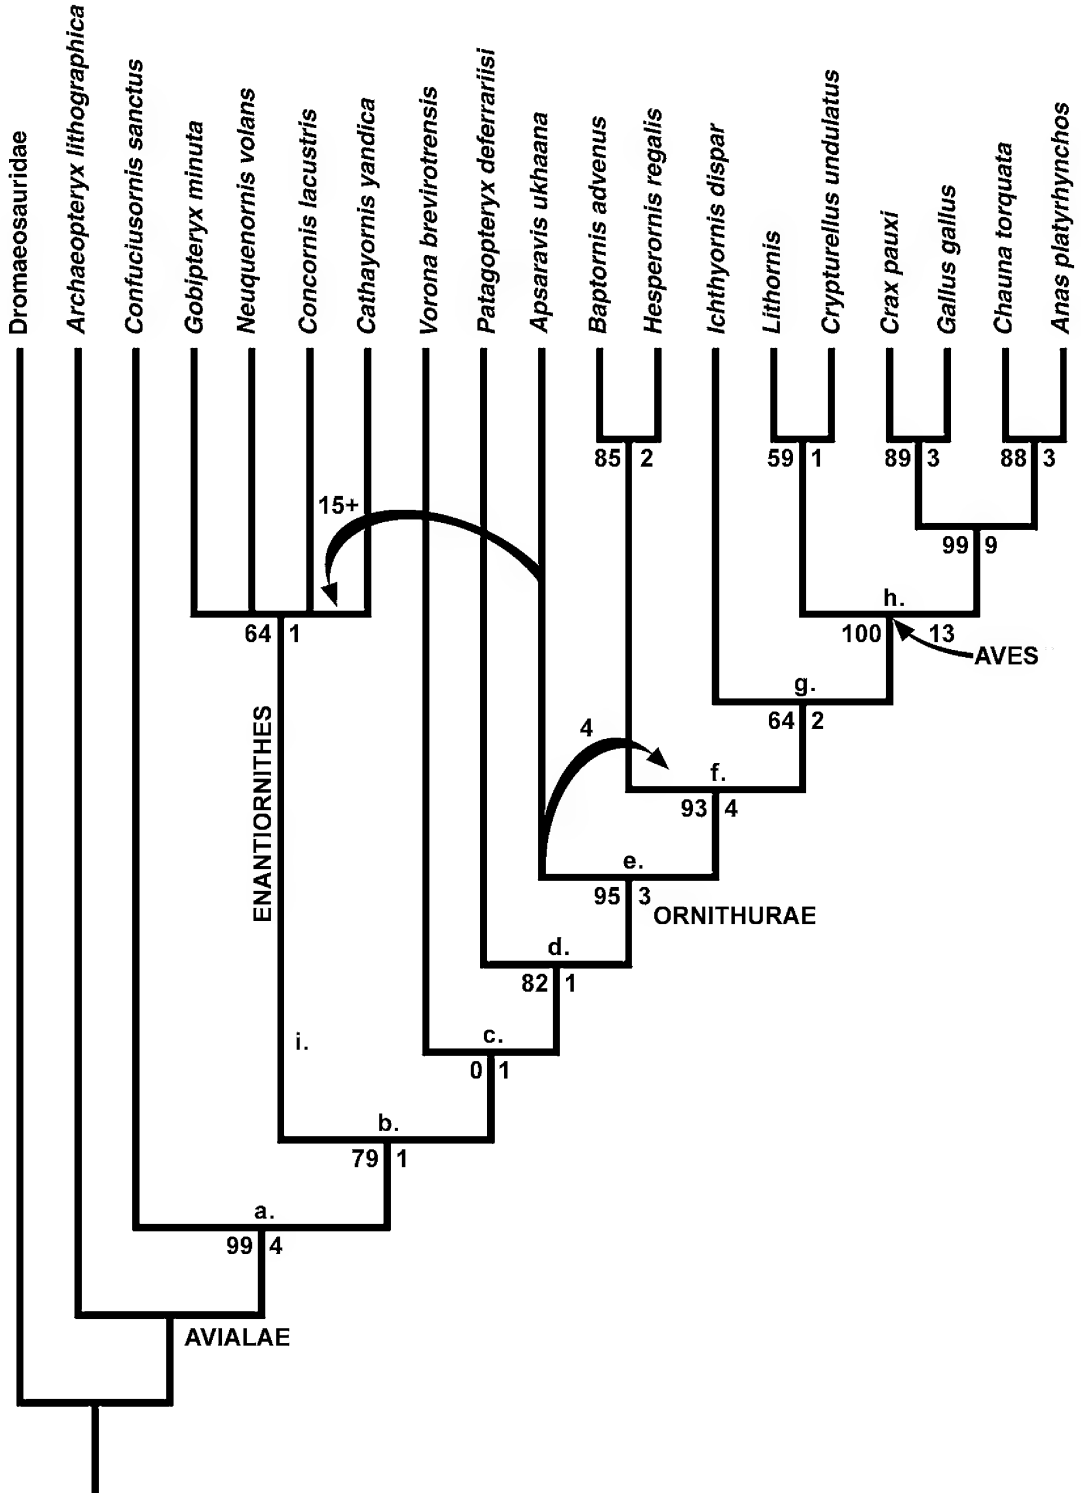 Dromaeosauridae
Archaeopteryx lithographica
Confuciusornis sanctus
Gobipteryx minuta
Neuquenornis volans
Concornis lacustris
Cathayornis yandica
Vorona brevirotrensis
Patagopteryx deferrariisi
Apsaravis ukhaana
Baptornis advenus
Hesperornis regalis
Ichthyornis dispar
Lithornis
Crypturellus undulatus
Crax pauxi
Gallus gallus
Chauna torquata
Anas platyrhynchos
85 2
59 1
89 3
88 3
15+
99 9
h.
64 1
100 13
AVES
g.
64 2
4
f.
93 4
ENANTIORNITHES
e.
95 3
ORNITHURAE
d.
82 1
i.
c.
0 1
b.
79 1
a.
99 4
AVIALAE